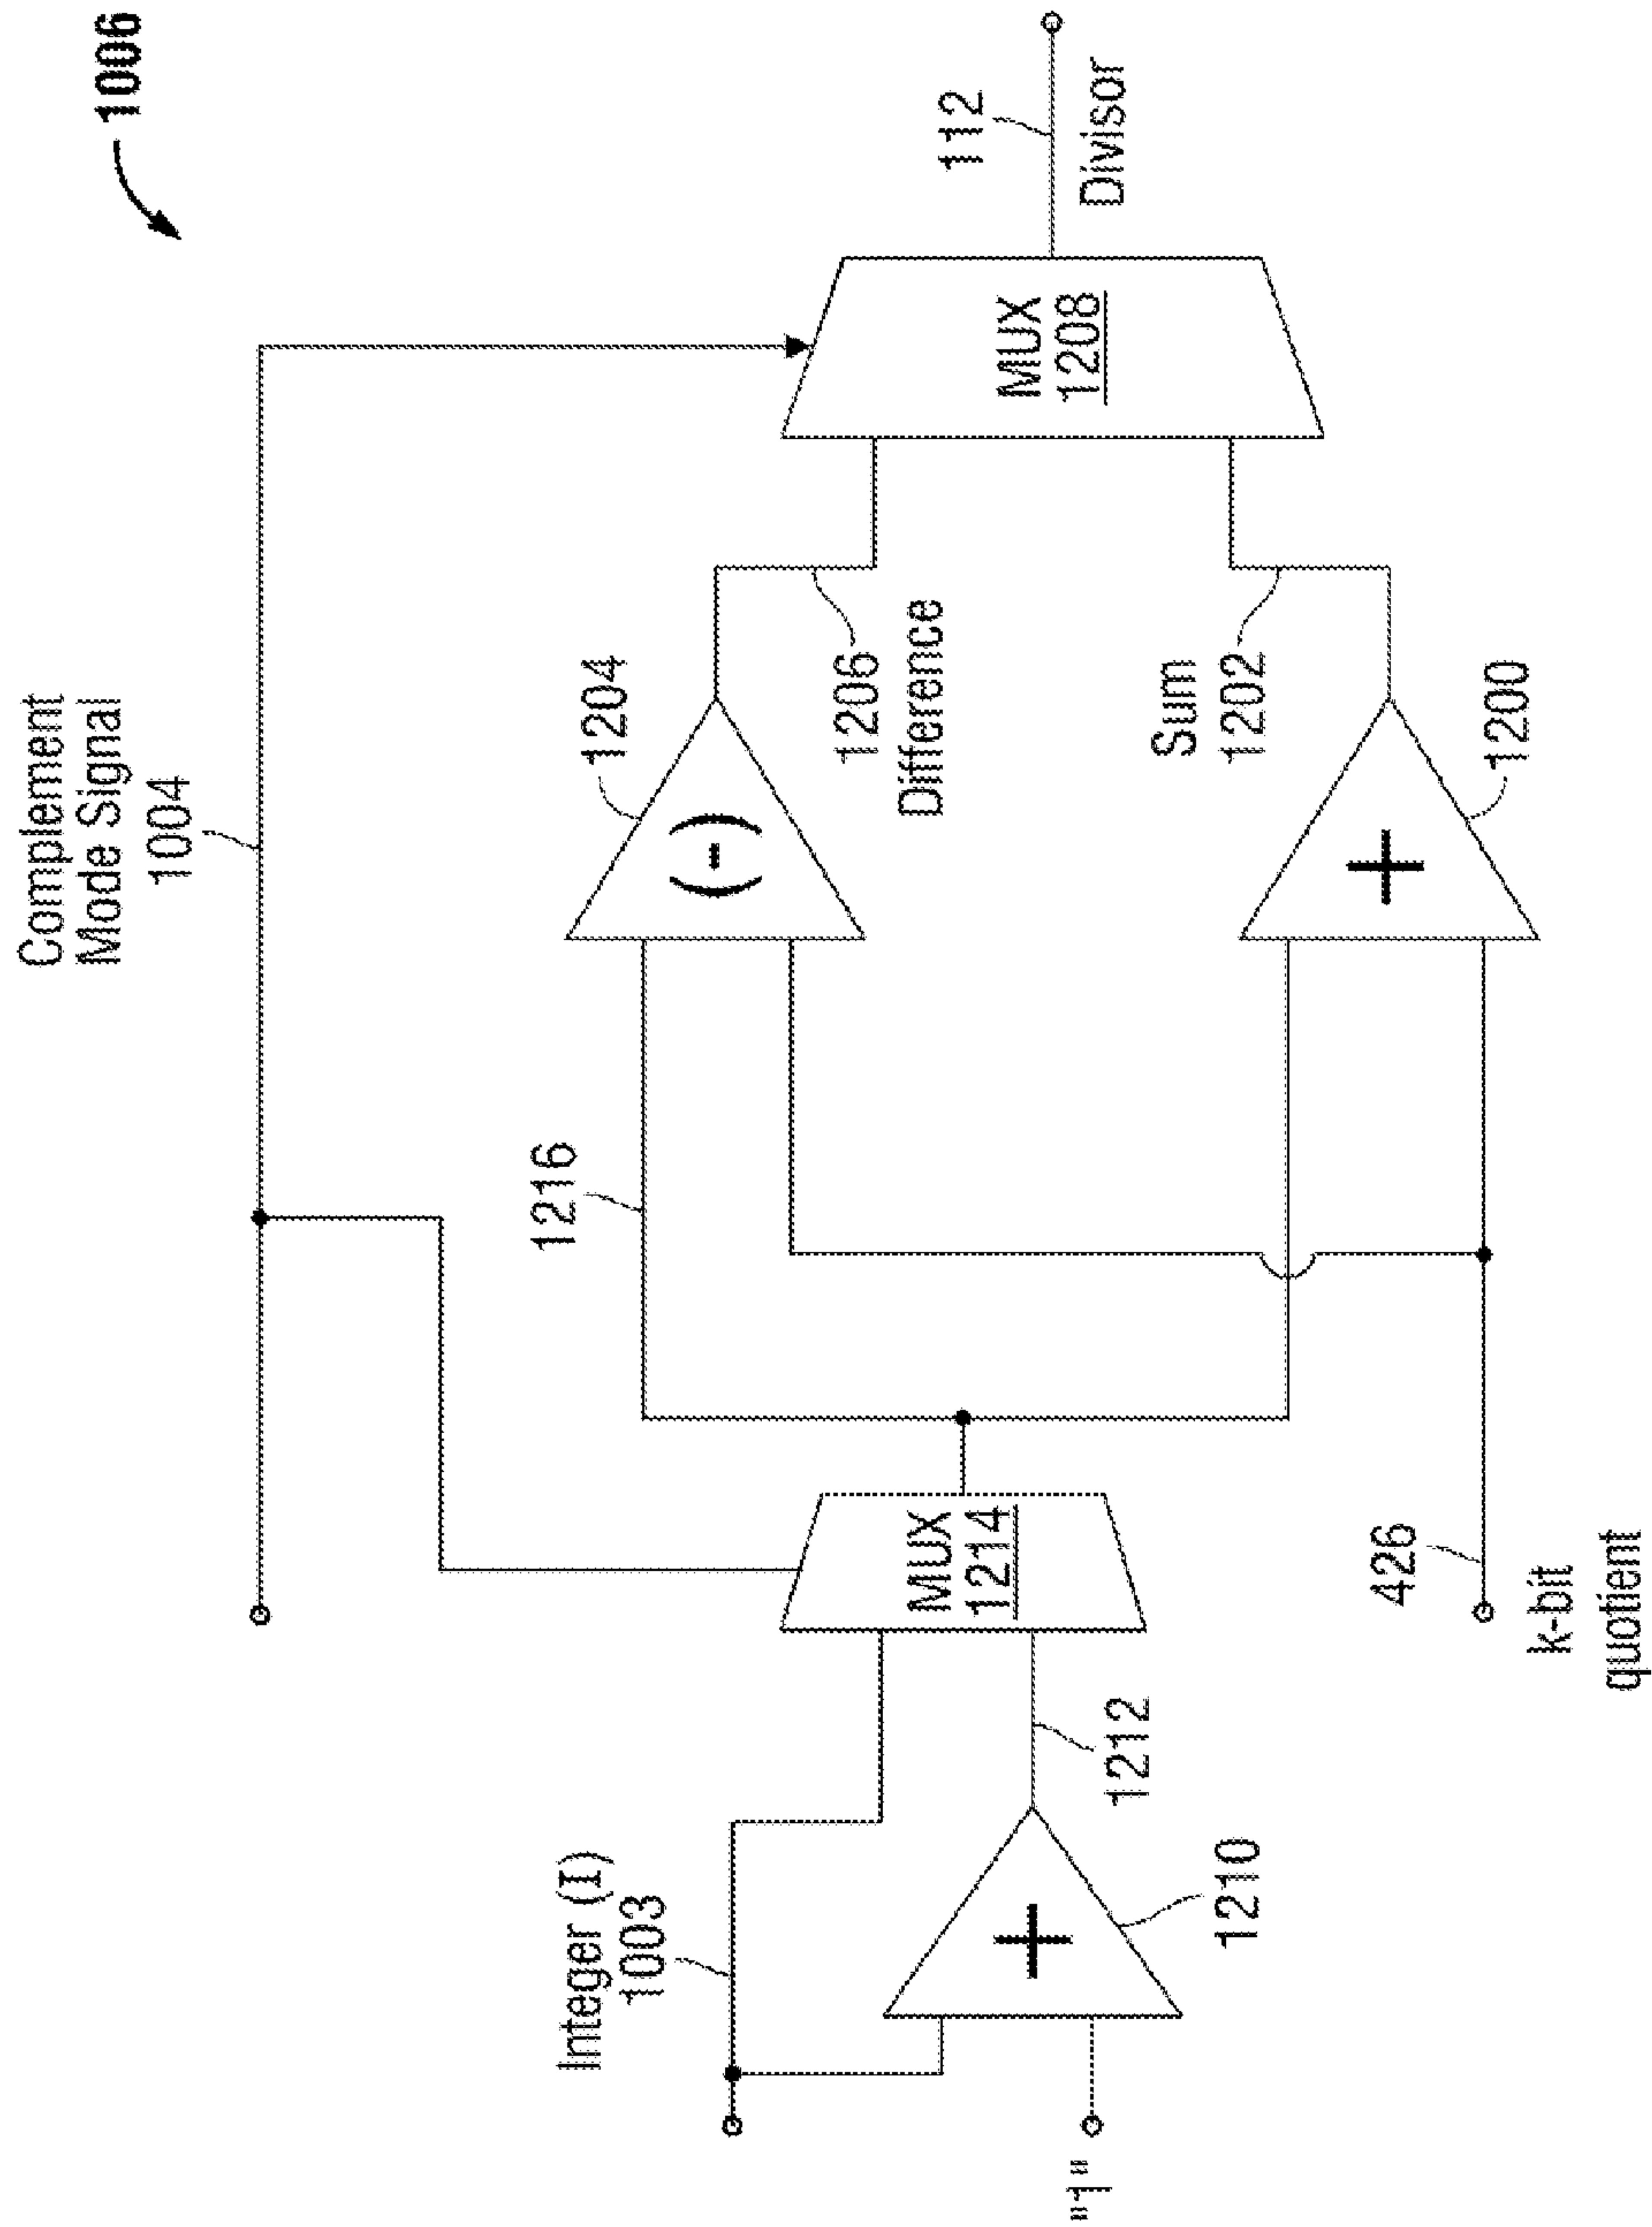 1006
Complement
Mode Signal
1004
112
Divisor
MUX
1208
1204
(-)
1206
Difference
Sum
1202
1200
+
1216
MUX
1214
426
k-bit
quotient
Integer (I)
1003
1212
+
1210
"1"